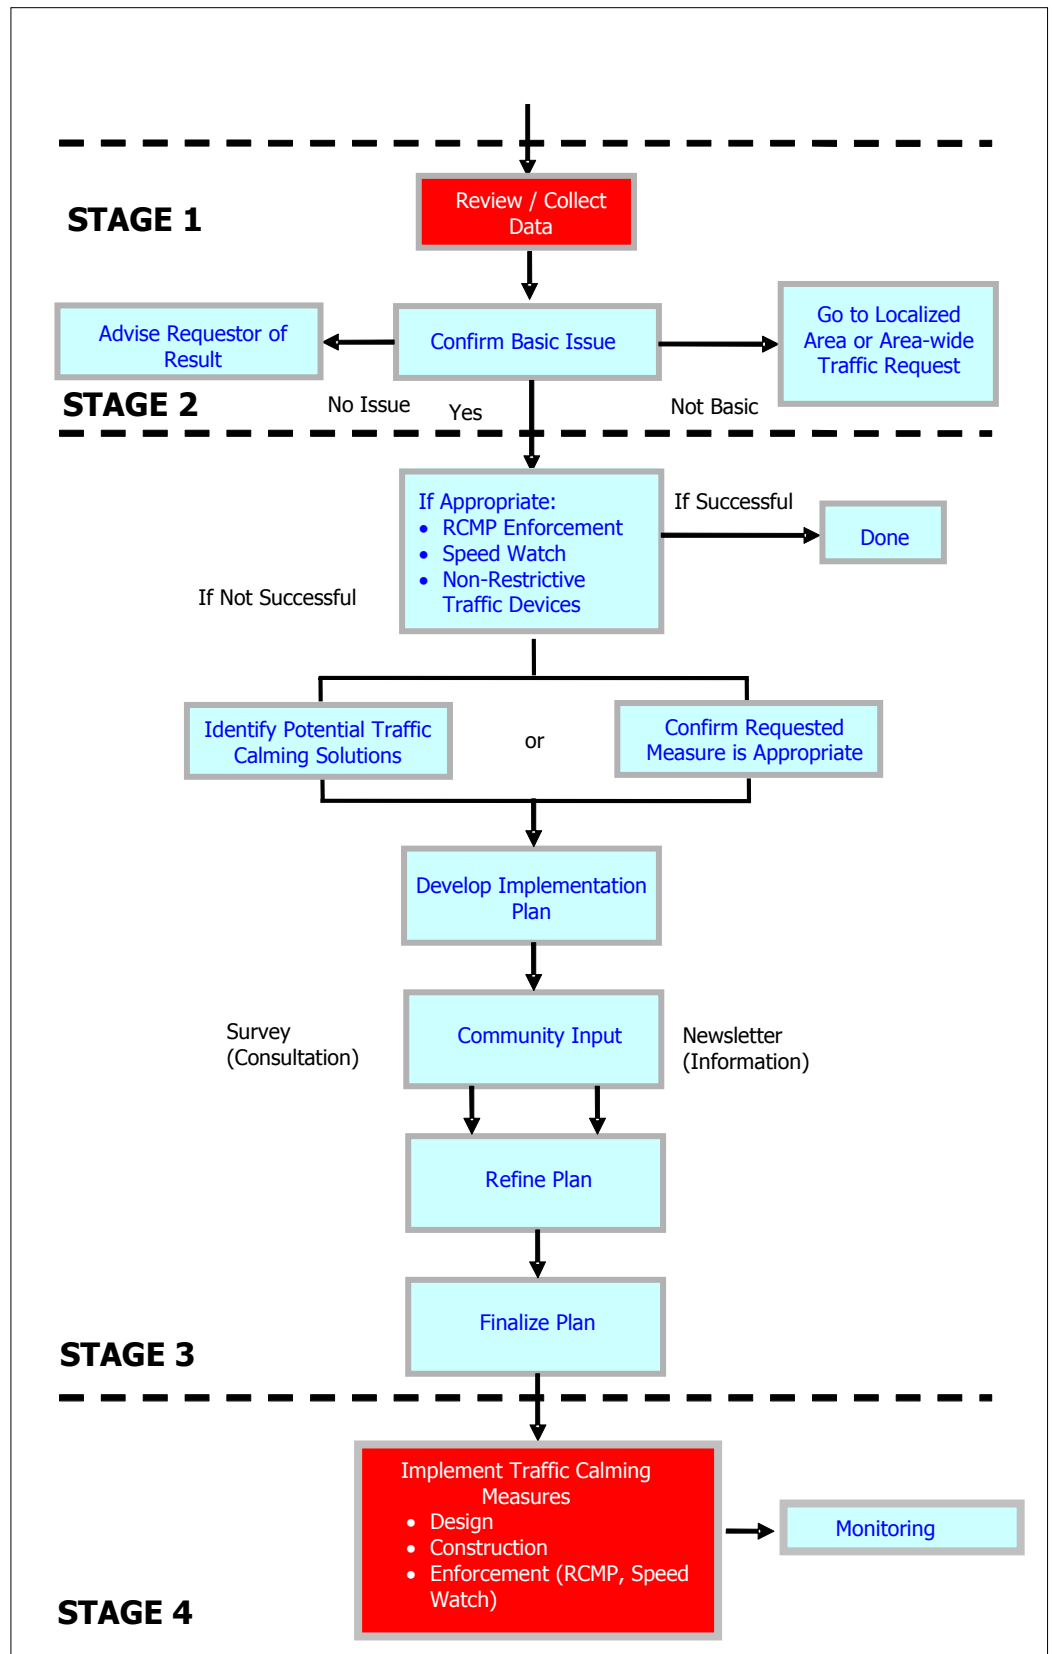 STAGE 1
Review / Collect
Data
Advise Requestor of
Result
Confirm Basic Issue
Go to Localized
Area or Area-wide
Traffic Request
STAGE 2
No Issue
Yes
Not Basic
If Appropriate:
• RCMP Enforcement
• Speed Watch
• Non-Restrictive
Traffic Devices
If Successful
Done
If Not Successful
Identify Potential Traffic
Calming Solutions
or
Confirm Requested
Measure is Appropriate
Develop Implementation
Plan
Survey
(Consultation)
Community Input
Newsletter
(Information)
Refine Plan
Finalize Plan
STAGE 3
Implement Traffic Calming
Measures
• Design
• Construction
• Enforcement (RCMP, Speed
Watch)
Monitoring
STAGE 4